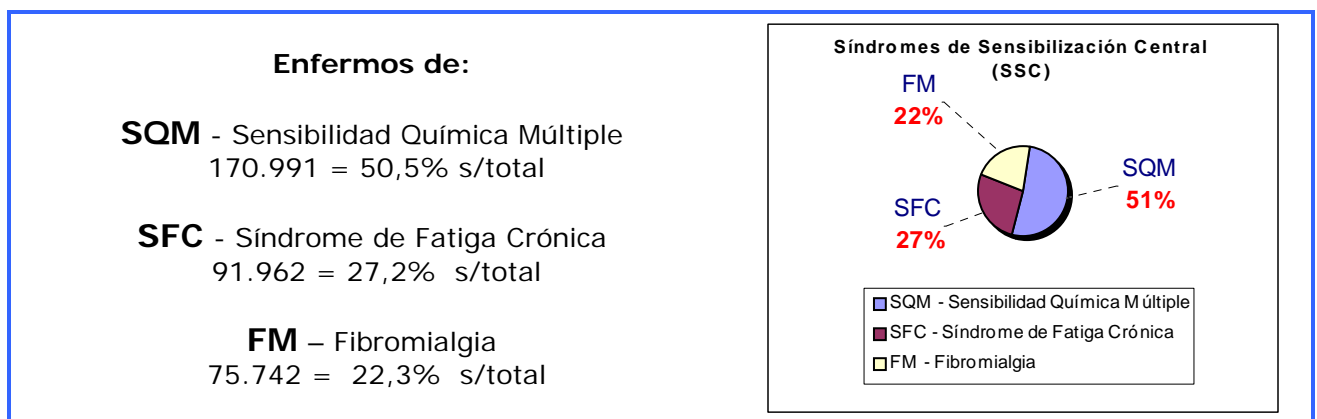 Enfermos de:
SQM - Sensibilidad Química Múltiple
170.991 = 50,5% s/total
SFC - Síndrome de Fatiga Crónica
91.962 = 27,2% s/total
FM – Fibromialgia
75.742 = 22,3% s/total
Síndromes de Sensibilización Central
(SSC)
FM
22%
SQM
51%
SFC
27%
SQM - Sensibilidad Química Múltiple
SFC - Síndrome de Fatiga Crónica
FM - Fibromialgia